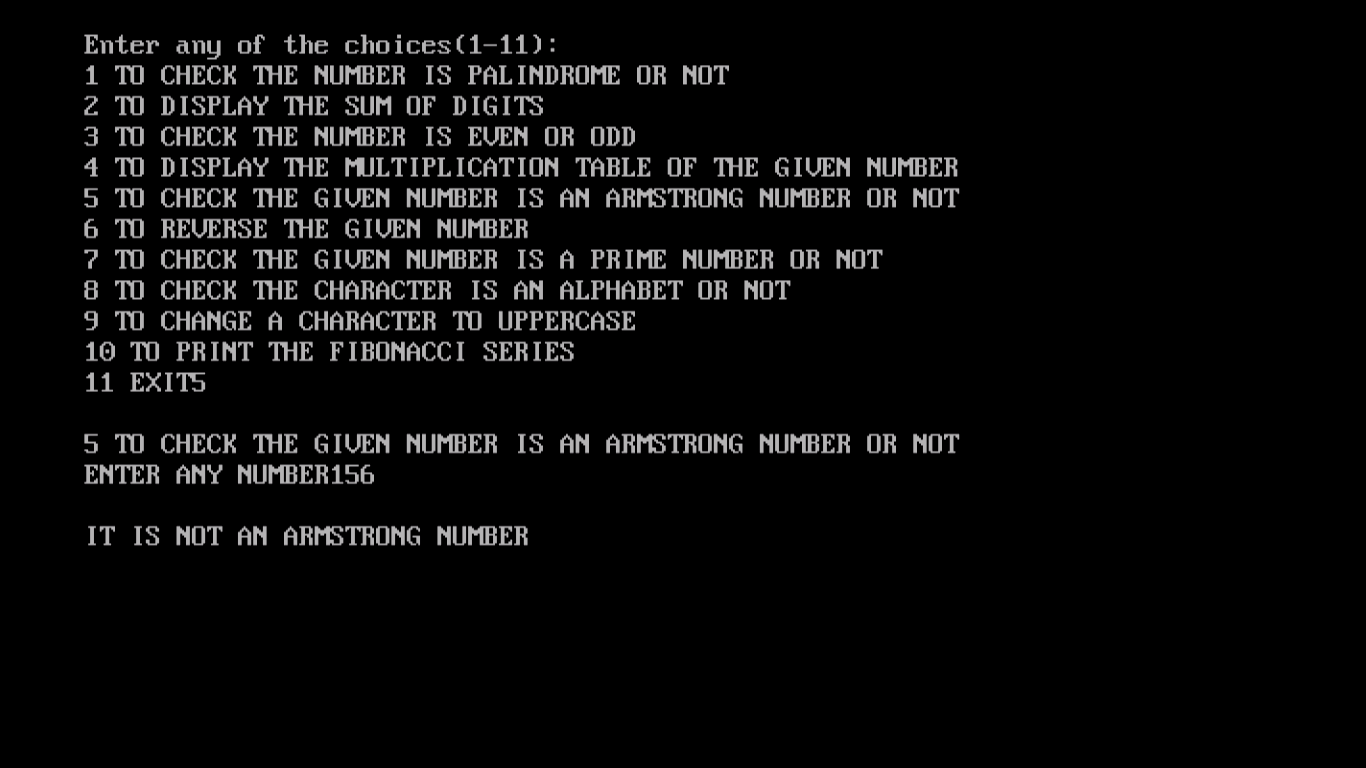 Enter any of the choices(1-11):
1 TO CHECK THE NUMBER IS PALINDROME OR NOT
2 TO DISPLAY THE SUM OF DIGITS
3 TO CHECK THE NUMBER IS EVEN OR ODD
4 TO DISPLAY THE MULTIPLICATION TABLE OF THE GIVEN NUMBER
5 TO CHECK THE GIVEN NUMBER IS AN ARMSTRONG NUMBER OR NOT
6 TO REVERSE THE GIVEN NUMBER
7 TO CHECK THE GIVEN NUMBER IS A PRIME NUMBER OR NOT
8 TO CHECK THE CHARACTER IS AN ALPHABET OR NOT
9 TO CHANGE A CHARACTER TO UPPERCASE
10 TO PRINT THE FIBONACCI SERIES
11 EXIT5
5 TO CHECK THE GIVEN NUMBER IS AN ARMSTRONG NUMBER OR NOT
ENTER ANY NUMBER156
IT IS NOT AN ARMSTRONG NUMBER